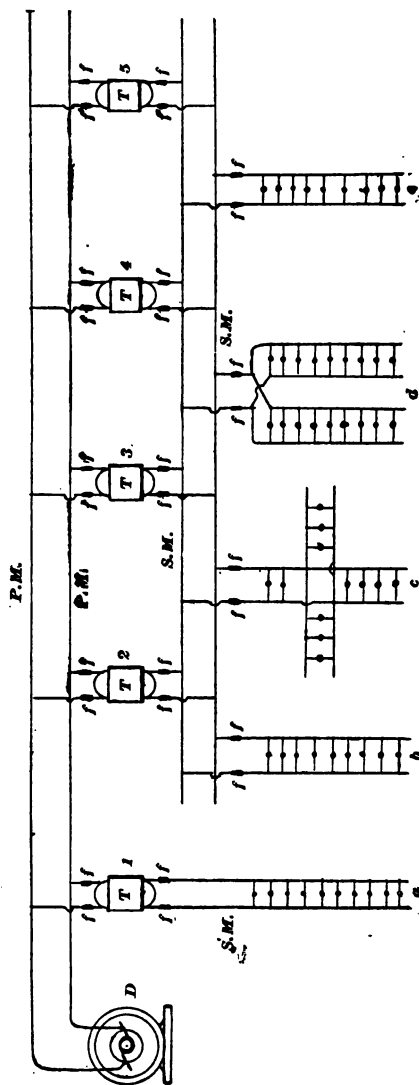 P.M.
P.M.
f f f f f f f f f f
D T 1 T 2 T 3 T 4 T 5
f f f f f f f f f f
S.M.
S.M. S.M.
f f f f f f f f
a b c d e